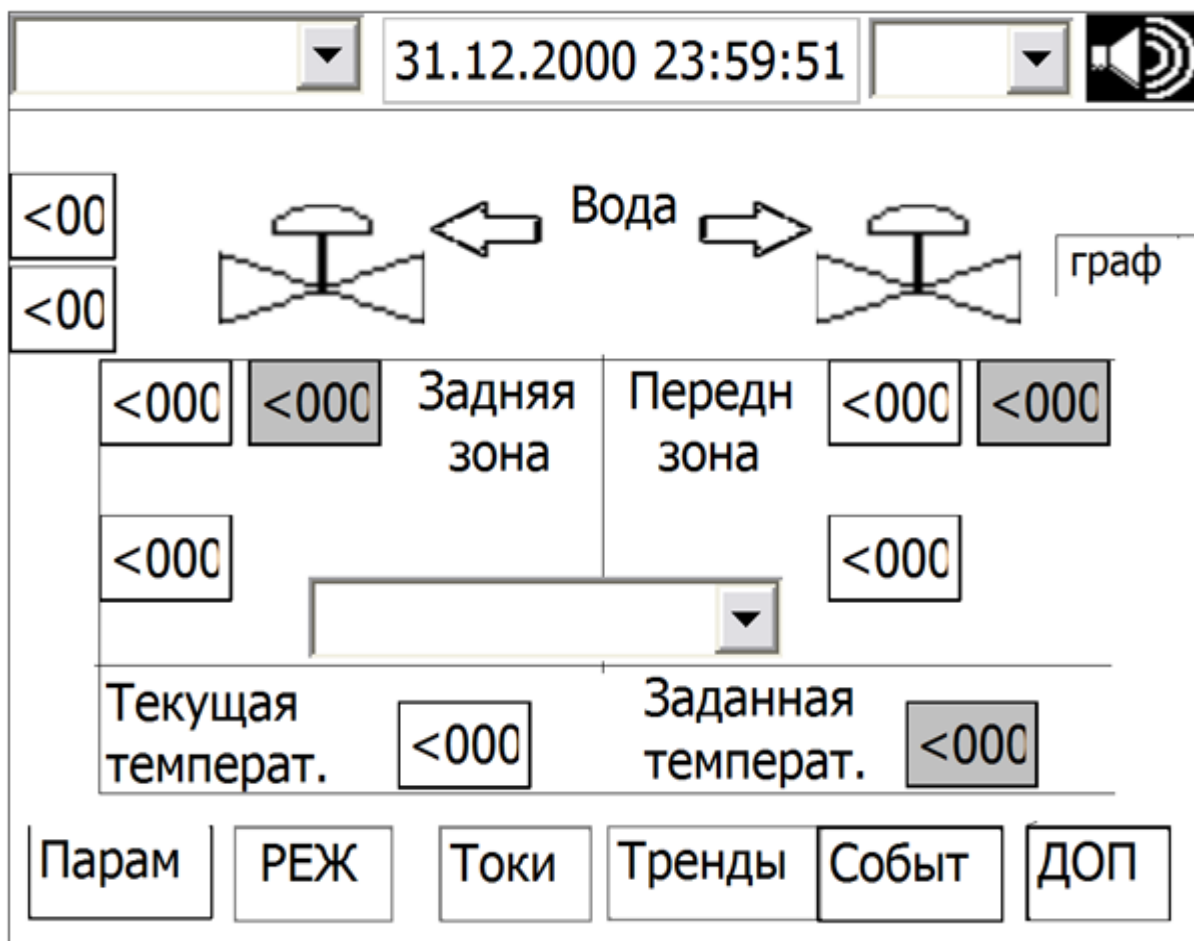 31.12.2000 23:59:51
<00
Вода
<00
граф
<000
<000
Задняя
зона
Передн
зона
<000
<000
<000
<000
Текущая
температ.
<000
Заданная
температ.
<000
Парам
РЕЖ
Токи
Тренды
Событ
ДОП